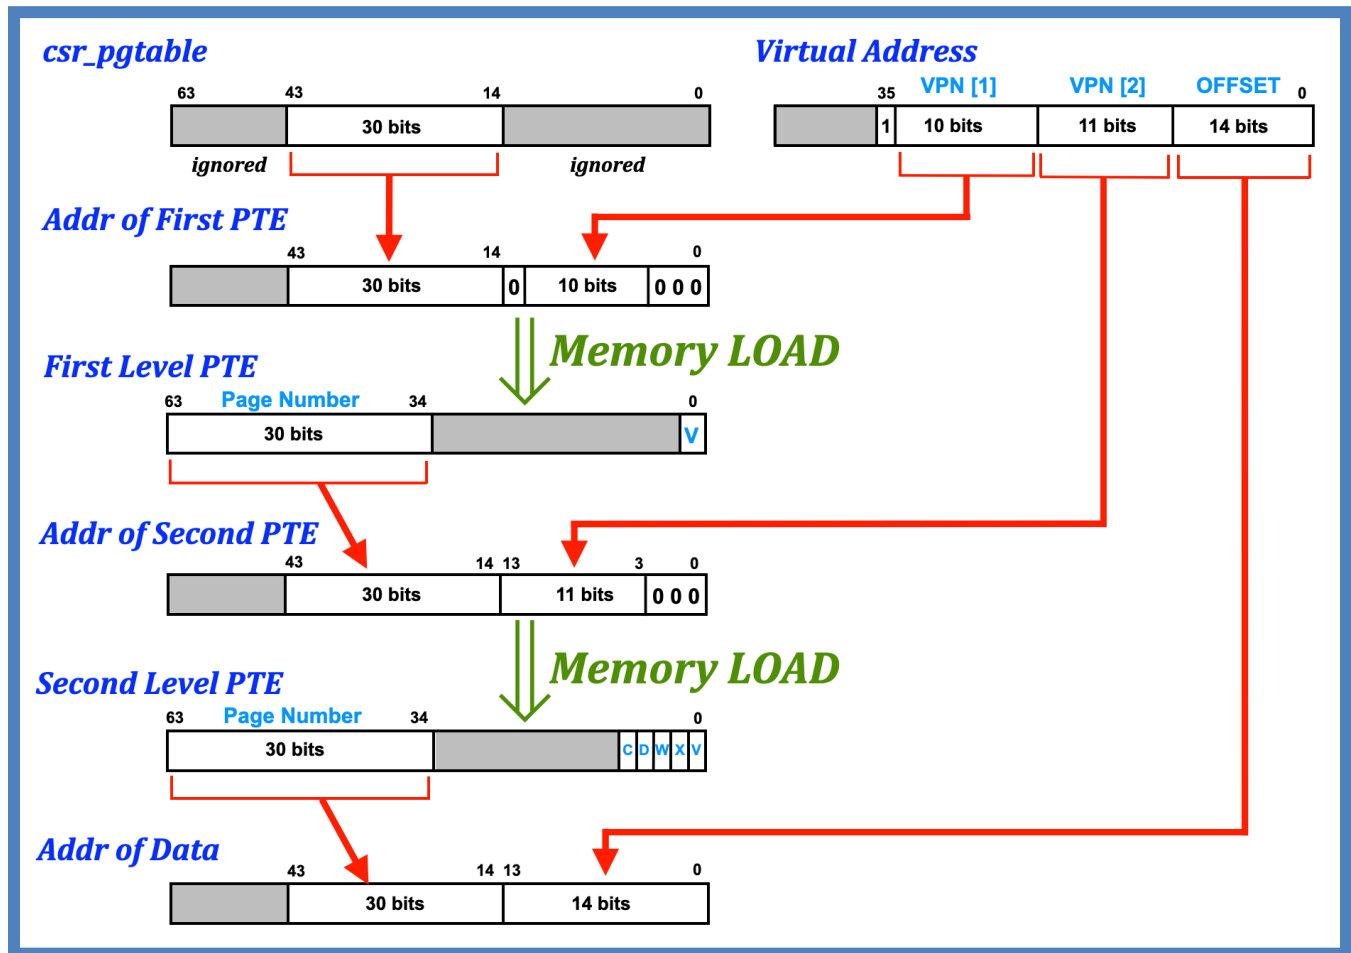 csr_pgtable
Virtual Address
63 43 14 0
35 VPN [1] VPN [2] OFFSET 0
30 bits
1 10 bits 11 bits 14 bits
ignored ignored
Addr of First PTE
43 14 0
30 bits 0 10 bits 0 0 0
Memory LOAD
First Level PTE
63 Page Number 34 0
30 bits V
Addr of Second PTE
43 14 13 3 0
30 bits 11 bits 0 0 0
Memory LOAD
Second Level PTE
63 Page Number 34 0
30 bits C D W X V
Addr of Data
43 14 13 0
30 bits 14 bits